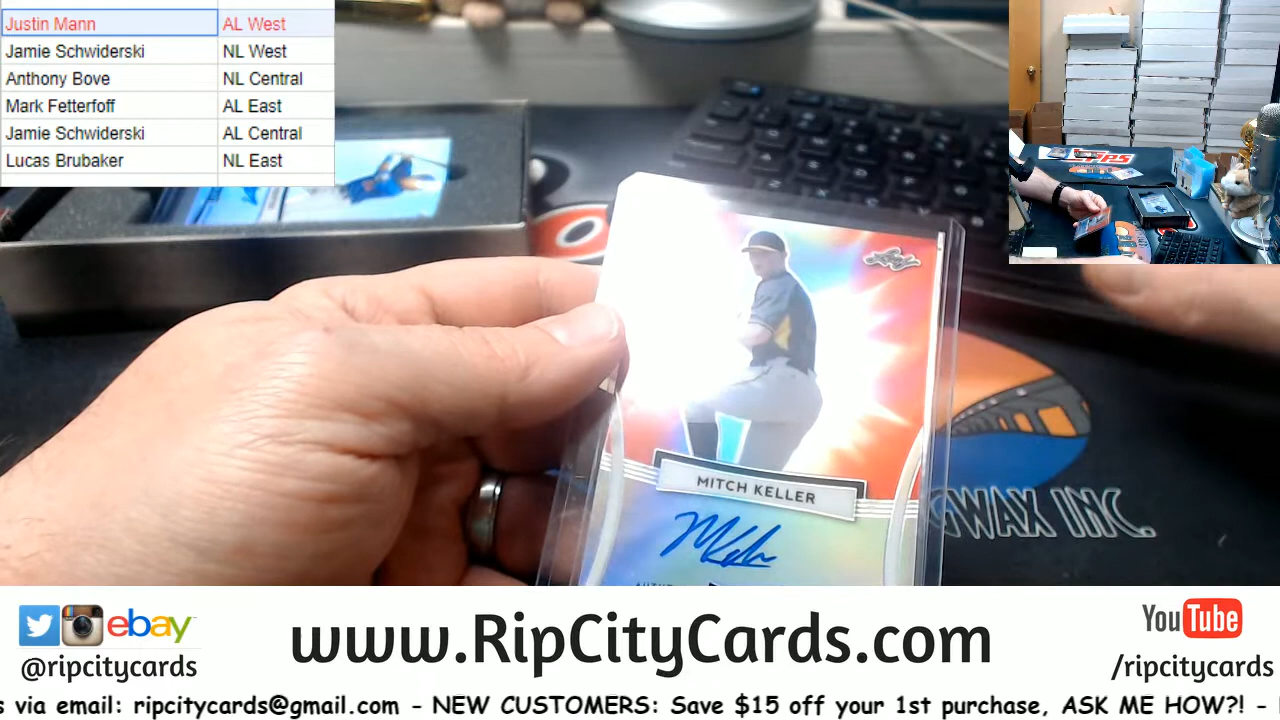 Justin Mann AL West
Jamie Schwiderski NL West
Anthony Bove NL Central
Mark Fetterfoff AL East
Jamie Schwiderski AL Central
Lucas Brubaker NL East
Leaf
MITCH KELLER
GWAX INC.
ebay
@ripcitycards
www.RipCityCards.com
YouTube
/ripcitycards
via email: ripcitycards@gmail.com - NEW CUSTOMERS: Save $15 off your 1st purchase, ASK ME HOW?! -